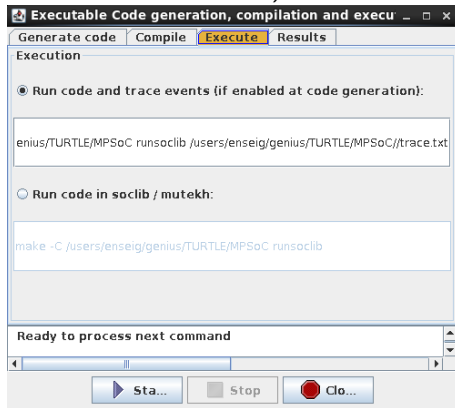 Executable Code generation, compilation and execu
Generate code Compile Execute Results
Execution
Run code and trace events (if enabled at code generation):
enius/TURTLE/MPSoC runsoclib /users/enseig/genius/TURTLE/MPSoC//trace.txt
Run code in soclib / mutekh:
make -C /users/enseig/genius/TURTLE/MPSoC runsoclib
Ready to process next command
Sta... Stop Clo...